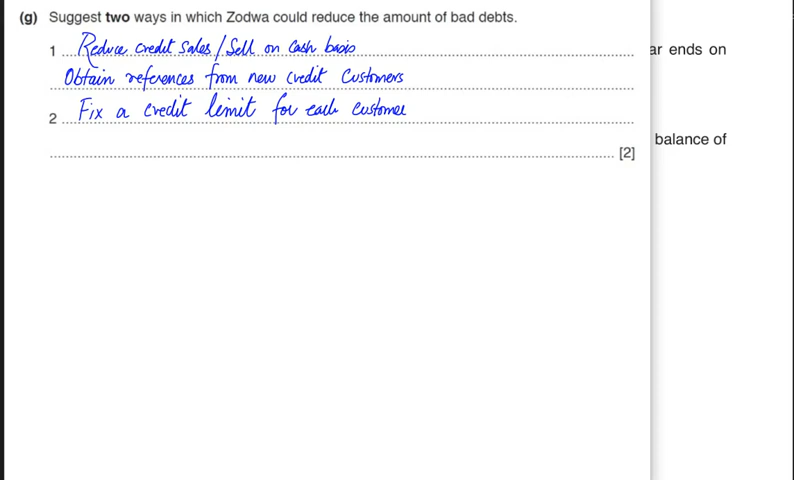 (g) Suggest two ways in which Zodwa could reduce the amount of bad debts.
1 Reduce credit sales/Sell on cash basis
ar ends on
Obtain references from new credit customers
2 Fix a credit limit for each customer
balance of
[2]